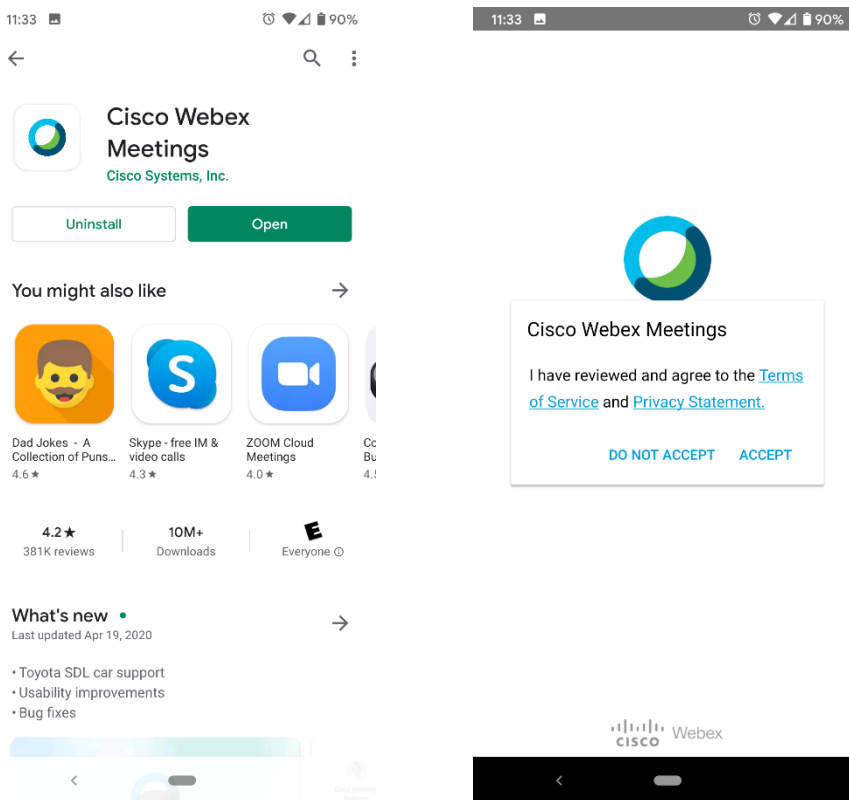 11:33
90%
Cisco Webex
Meetings
Cisco Systems, Inc.
Uninstall
Open
You might also like
Dad Jokes - A
Collection of Puns...
4.6★
Skype - free IM &
video calls
4.3★
ZOOM Cloud
Meetings
4.0★
4.2★
381K reviews
10M+
Downloads
E
Everyone
What's new
Last updated Apr 19, 2020
• Toyota SDL car support
• Usability improvements
• Bug fixes
11:33
90%
Cisco Webex Meetings
I have reviewed and agree to the Terms
of Service and Privacy Statement.
DO NOT ACCEPT
ACCEPT
CISCO Webex